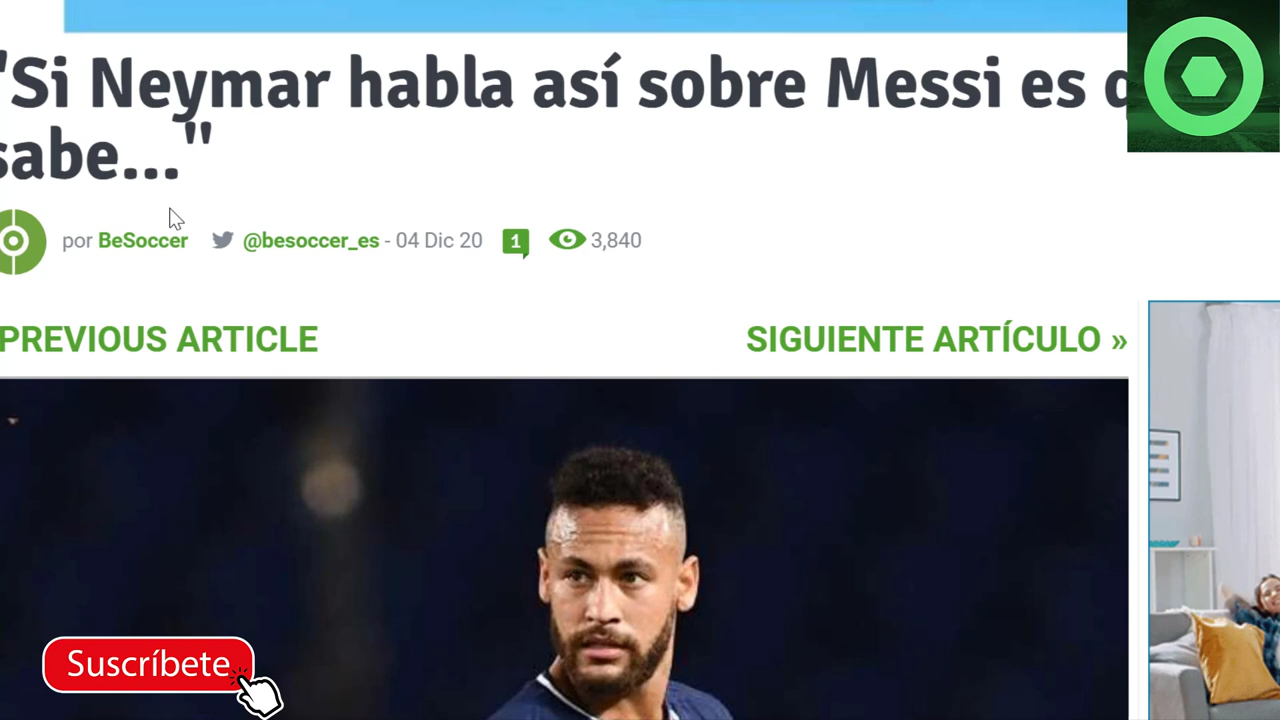 "Si Neymar habla así sobre Messi es
sabe..."
por BeSoccer @besoccer_es - 04 Dic 20 1 3,840
PREVIOUS ARTICLE SIGUIENTE ARTÍCULO »
Suscríbete